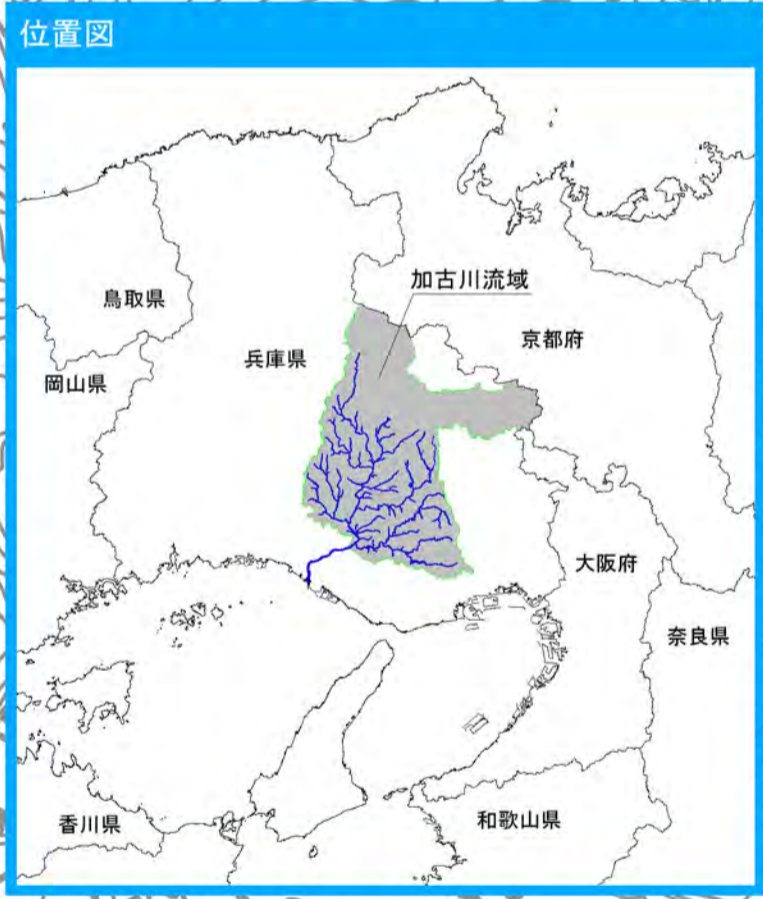 位置図
加古川流域
鳥取県
京都府
兵庫県
岡山県
大阪府
奈良県
香川県
和歌山県